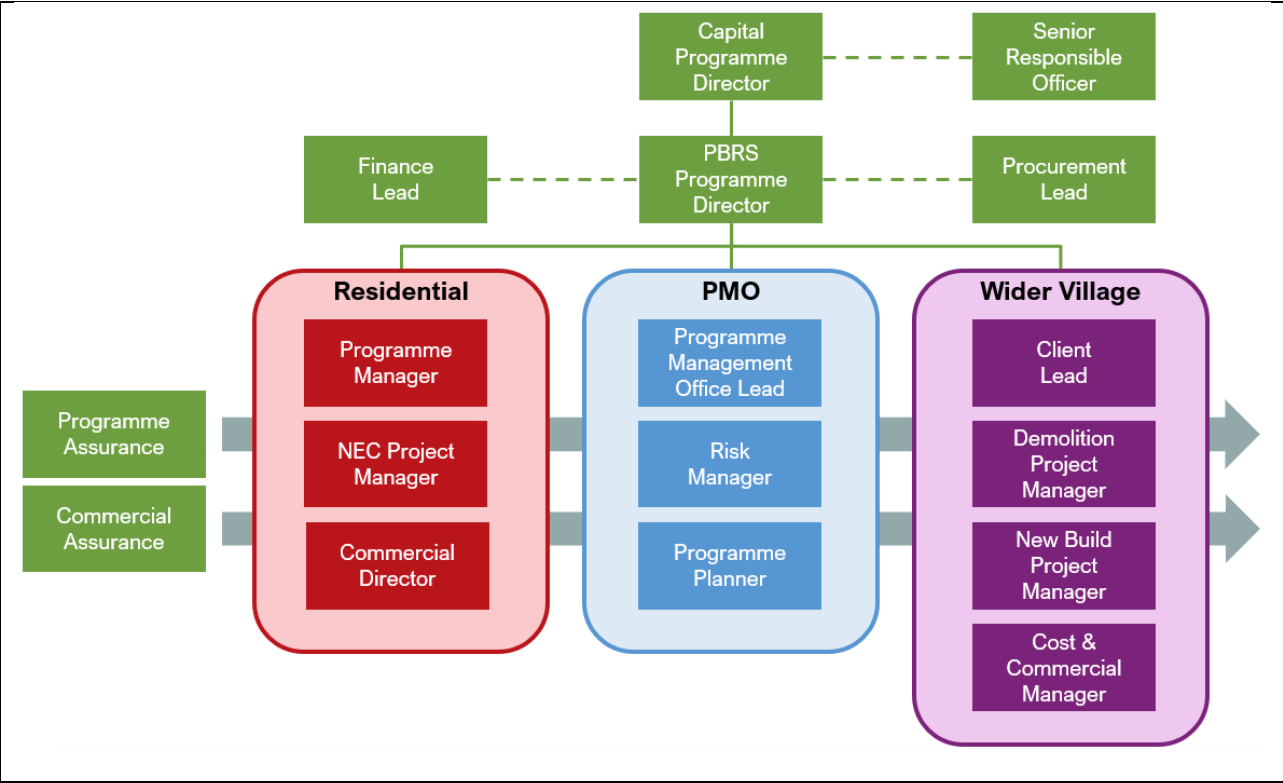 Capital
Programme
Director
Senior
Responsible
Officer
Finance
Lead
PBRS
Programme
Director
Procurement
Lead
Residential
Programme
Manager
NEC Project
Manager
Commercial
Director
PMO
Programme
Management
Office Lead
Risk
Manager
Programme
Planner
Wider Village
Client
Lead
Demolition
Project
Manager
New Build
Project
Manager
Cost &
Commercial
Manager
Programme
Assurance
Commercial
Assurance